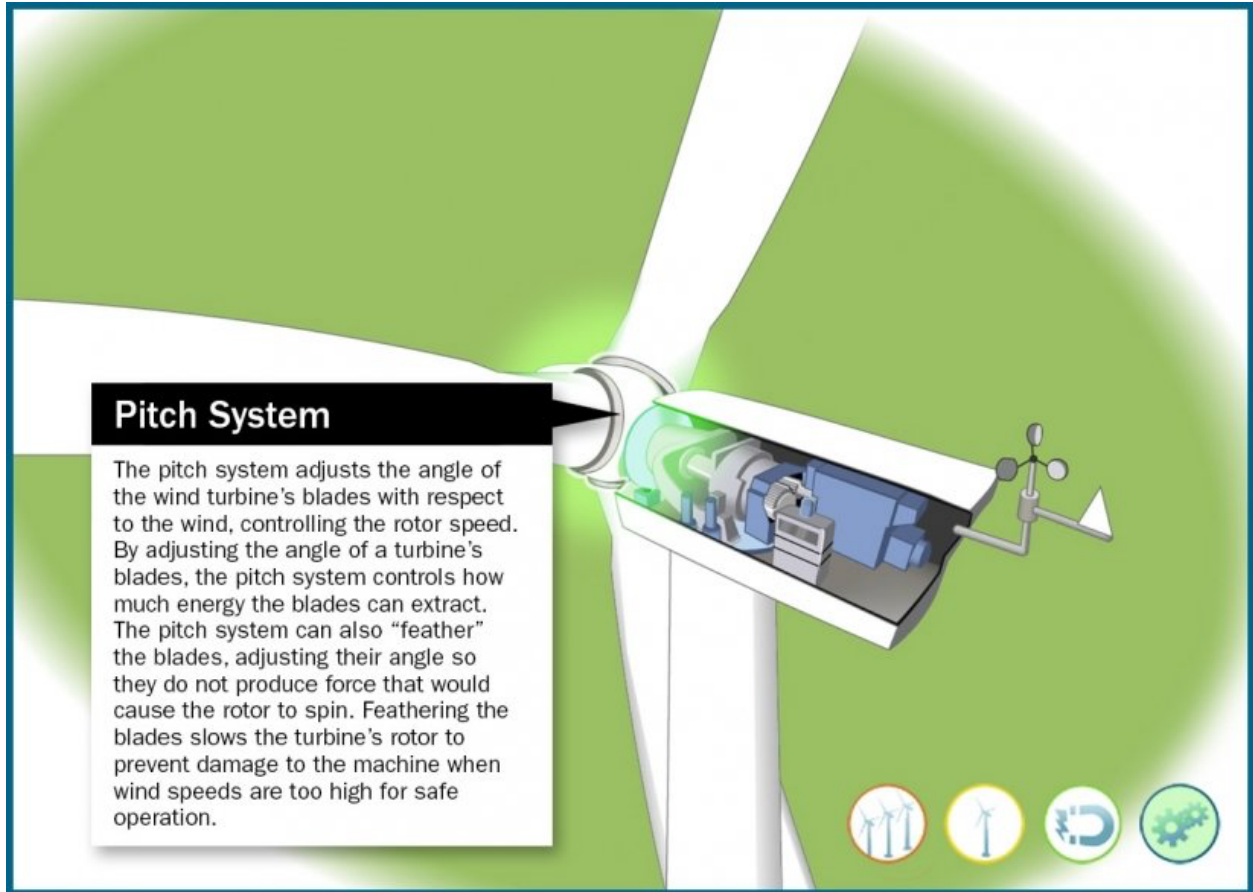 Pitch System
The pitch system adjusts the angle of
the wind turbine’s blades with respect
to the wind, controlling the rotor speed.
By adjusting the angle of a turbine’s
blades, the pitch system controls how
much energy the blades can extract.
The pitch system can also “feather”
the blades, adjusting their angle so
they do not produce force that would
cause the rotor to spin. Feathering the
blades slows the turbine’s rotor to
prevent damage to the machine when
wind speeds are too high for safe
operation.